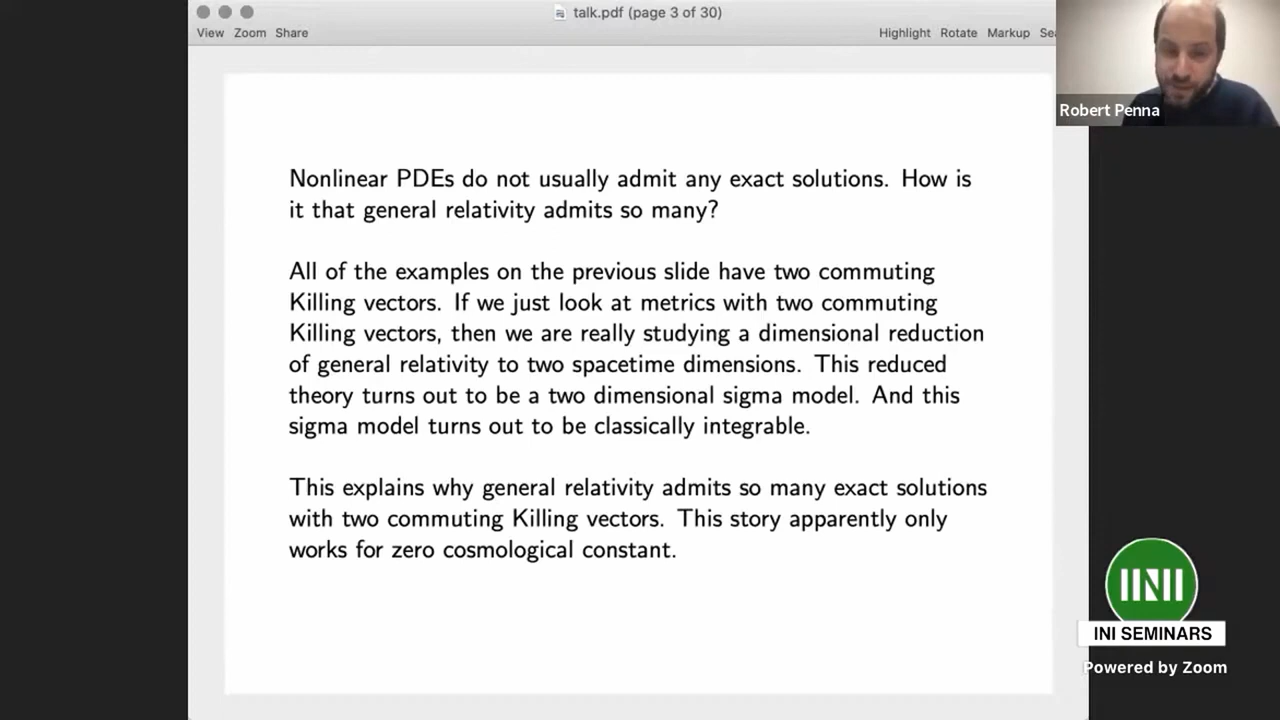 talk.pdf (page 3 of 30)
View Zoom Share
Highlight Rotate Markup
Robert Penna
Nonlinear PDEs do not usually admit any exact solutions. How is
it that general relativity admits so many?
All of the examples on the previous slide have two commuting
Killing vectors. If we just look at metrics with two commuting
Killing vectors, then we are really studying a dimensional reduction
of general relativity to two spacetime dimensions. This reduced
theory turns out to be a two dimensional sigma model. And this
sigma model turns out to be classically integrable.
This explains why general relativity admits so many exact solutions
with two commuting Killing vectors. This story apparently only
works for zero cosmological constant.
INI SEMINARS
Powered by Zoom